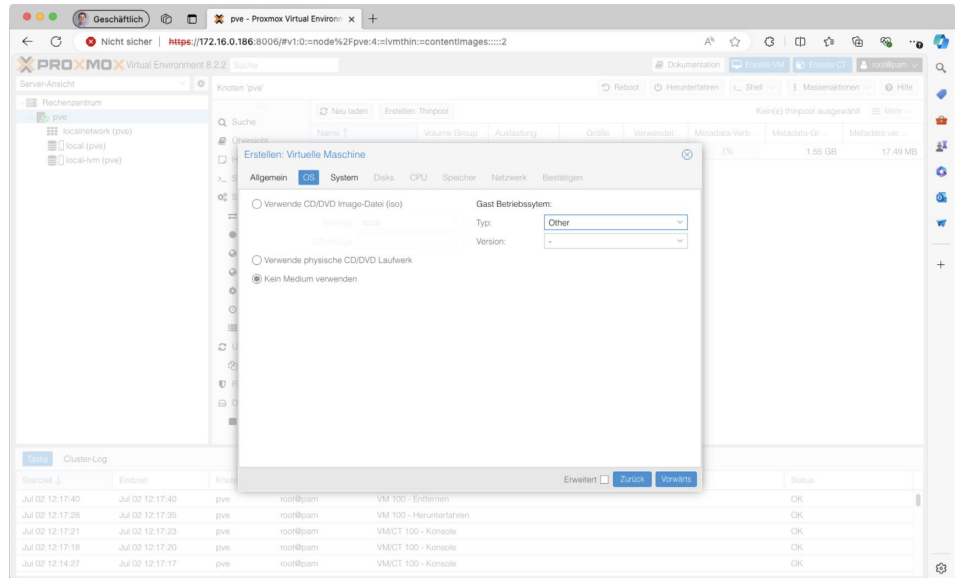 Geschäftlich
pve - Proxmox Virtual Environ
Nicht sicher https://172.16.0.186:8006/#v1:0:=node%2Fpve:4:=lvmthin:=contentImages:::::2
PROXMOX Virtual Environment 8.2.2 Suche Dokumentation Erstelle VM Erstelle CT root@pam
Server-Ansicht
Knoten 'pve' Reboot Herunterfahren Shell Massenaktionen Hilfe
Rechenzentrum
pve
localnetwork (pve)
local (pve)
local-lvm (pve)
Suche
Übersicht
Neu laden Erstellen: Thinpool Kein(e) thinpool ausgewählt Mehr
Name Volume Group Auslastung Größe Verwendet Metadata-Verb... Metadata-Gr... Metadata ver...
1% 1.55 GB 17.49 MB
Erstellen: Virtuelle Maschine
Allgemein OS System Disks CPU Speicher Netzwerk Bestätigen
Verwende CD/DVD Image-Datei (iso)
local
Verwende physische CD/DVD Laufwerk
Kein Medium verwenden
Gast Betriebssytem:
Typ: Other
Version: -
Erweitert Zurück Vorwärts
Tasks Cluster-Log
Startzeit Endzeit Knoten Status
Jul 02 12:17:40 Jul 02 12:17:40 pve root@pam VM 100 - Entfernen OK
Jul 02 12:17:28 Jul 02 12:17:35 pve root@pam VM 100 - Herunterfahren OK
Jul 02 12:17:21 Jul 02 12:17:23 pve root@pam VM/CT 100 - Konsole OK
Jul 02 12:17:18 Jul 02 12:17:20 pve root@pam VM/CT 100 - Konsole OK
Jul 02 12:14:27 Jul 02 12:17:17 pve root@pam VM/CT 100 - Konsole OK